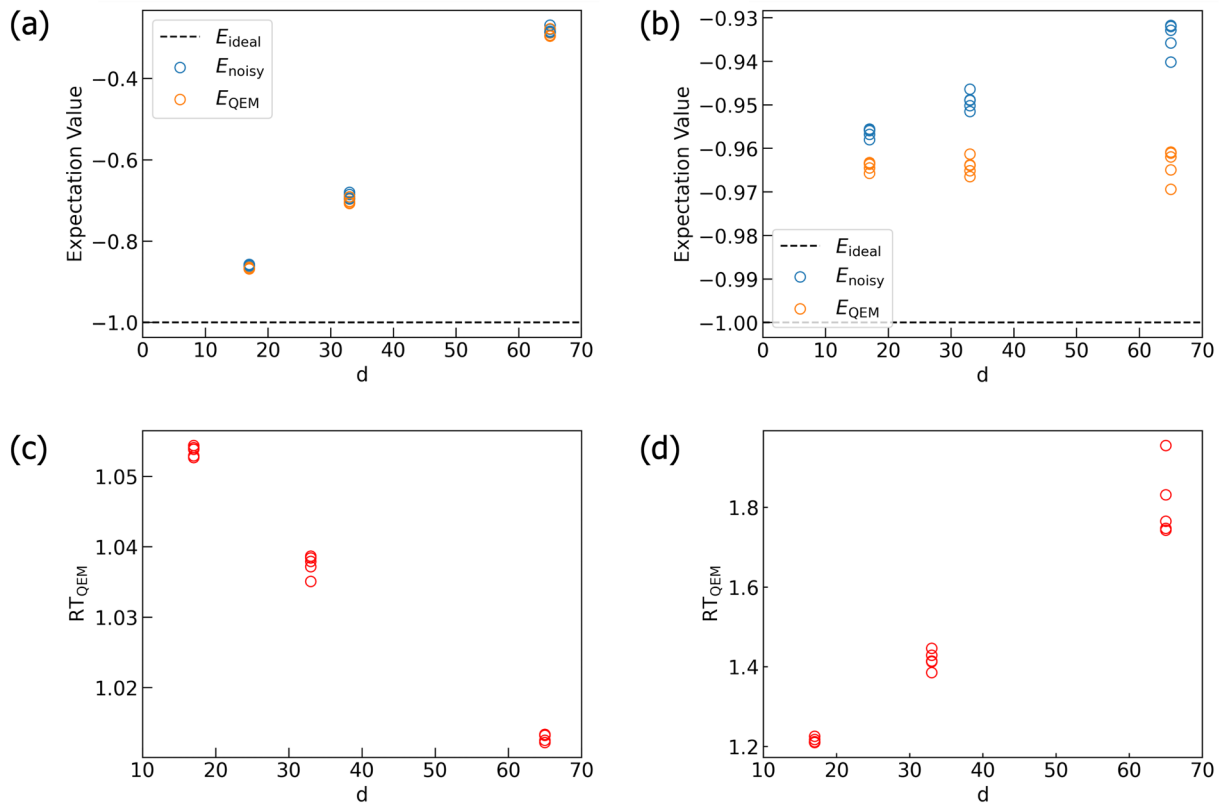 (a)
Expectation Value
−0.4
−0.6
−0.8
−1.0
E_ideal
E_noisy
E_QEM
0 10 20 30 40 50 60 70
d
(b)
Expectation Value
−0.93
−0.94
−0.95
−0.96
−0.97
−0.98
−0.99
−1.00
E_ideal
E_noisy
E_QEM
0 10 20 30 40 50 60 70
d
(c)
RT_QEM
1.05
1.04
1.03
1.02
10 20 30 40 50 60 70
d
(d)
RT_QEM
1.8
1.6
1.4
1.2
10 20 30 40 50 60 70
d